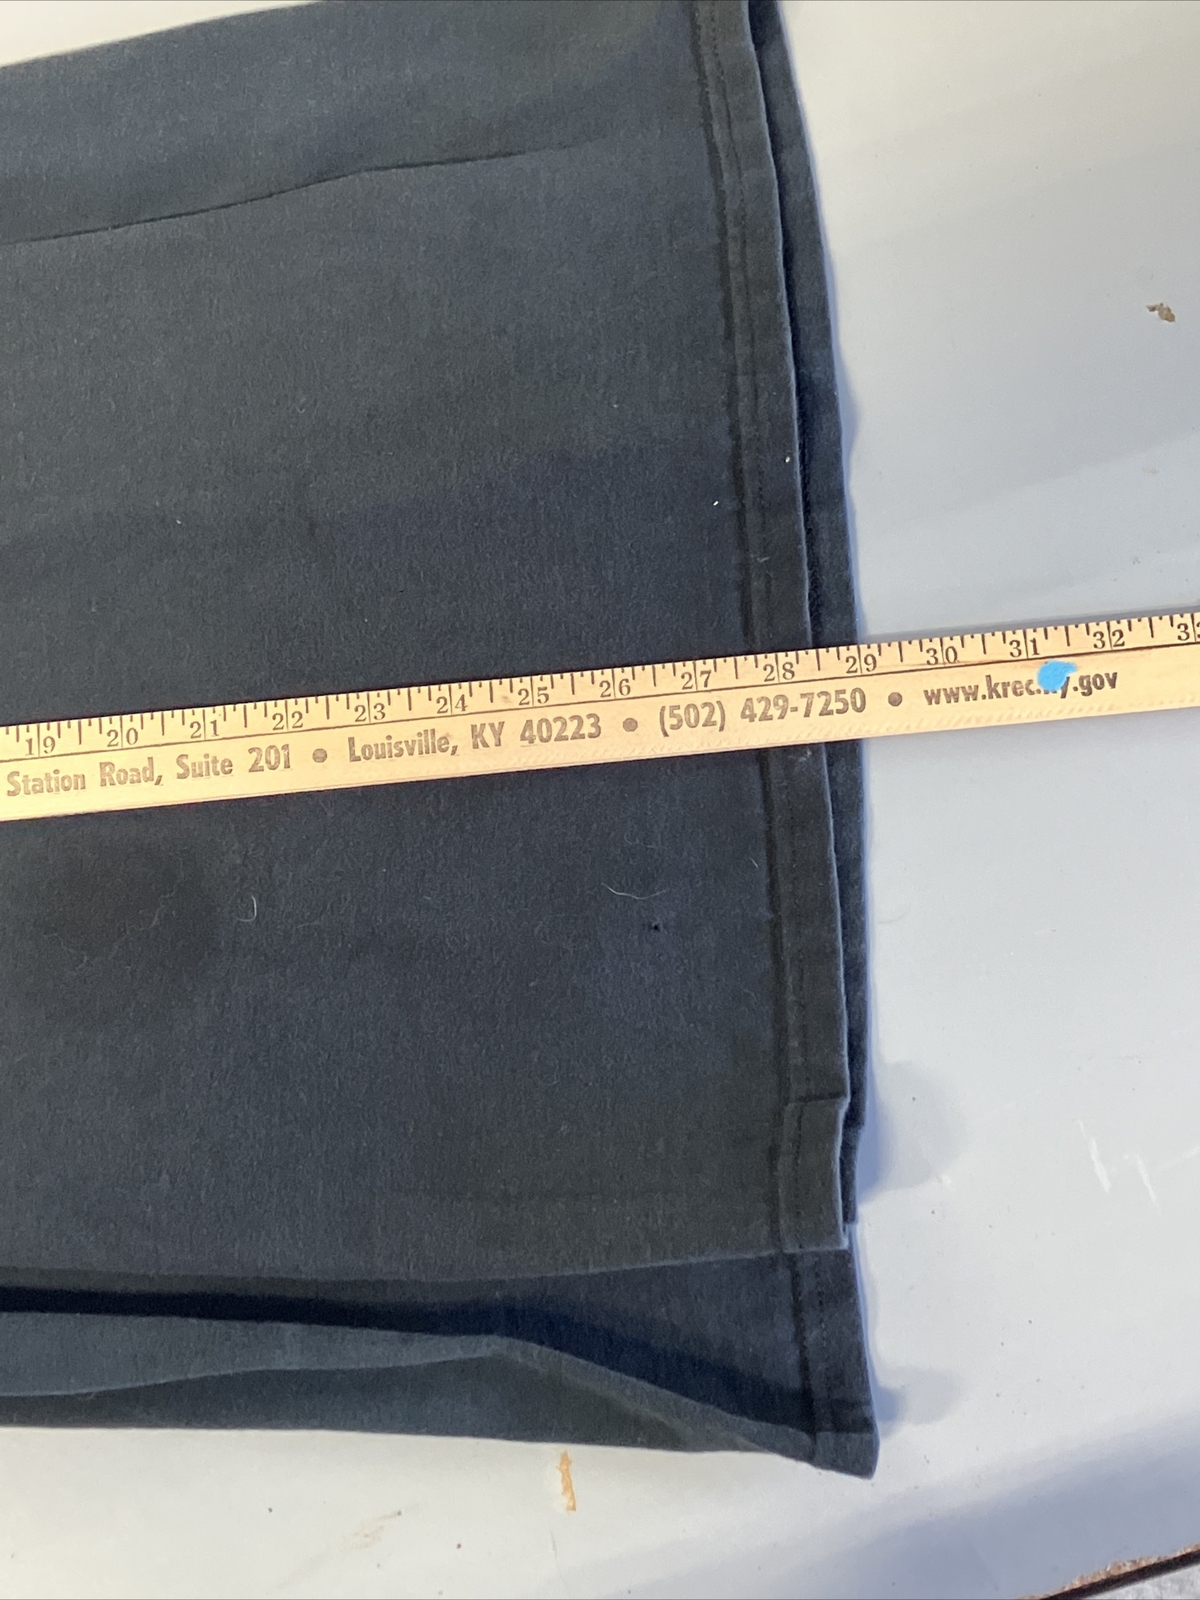 19 20 21 22 23 24 25 26 27 28 29 30 31 32
Station Road, Suite 201 • Louisville, KY 40223 • (502) 429-7250 • www.krec. .gov